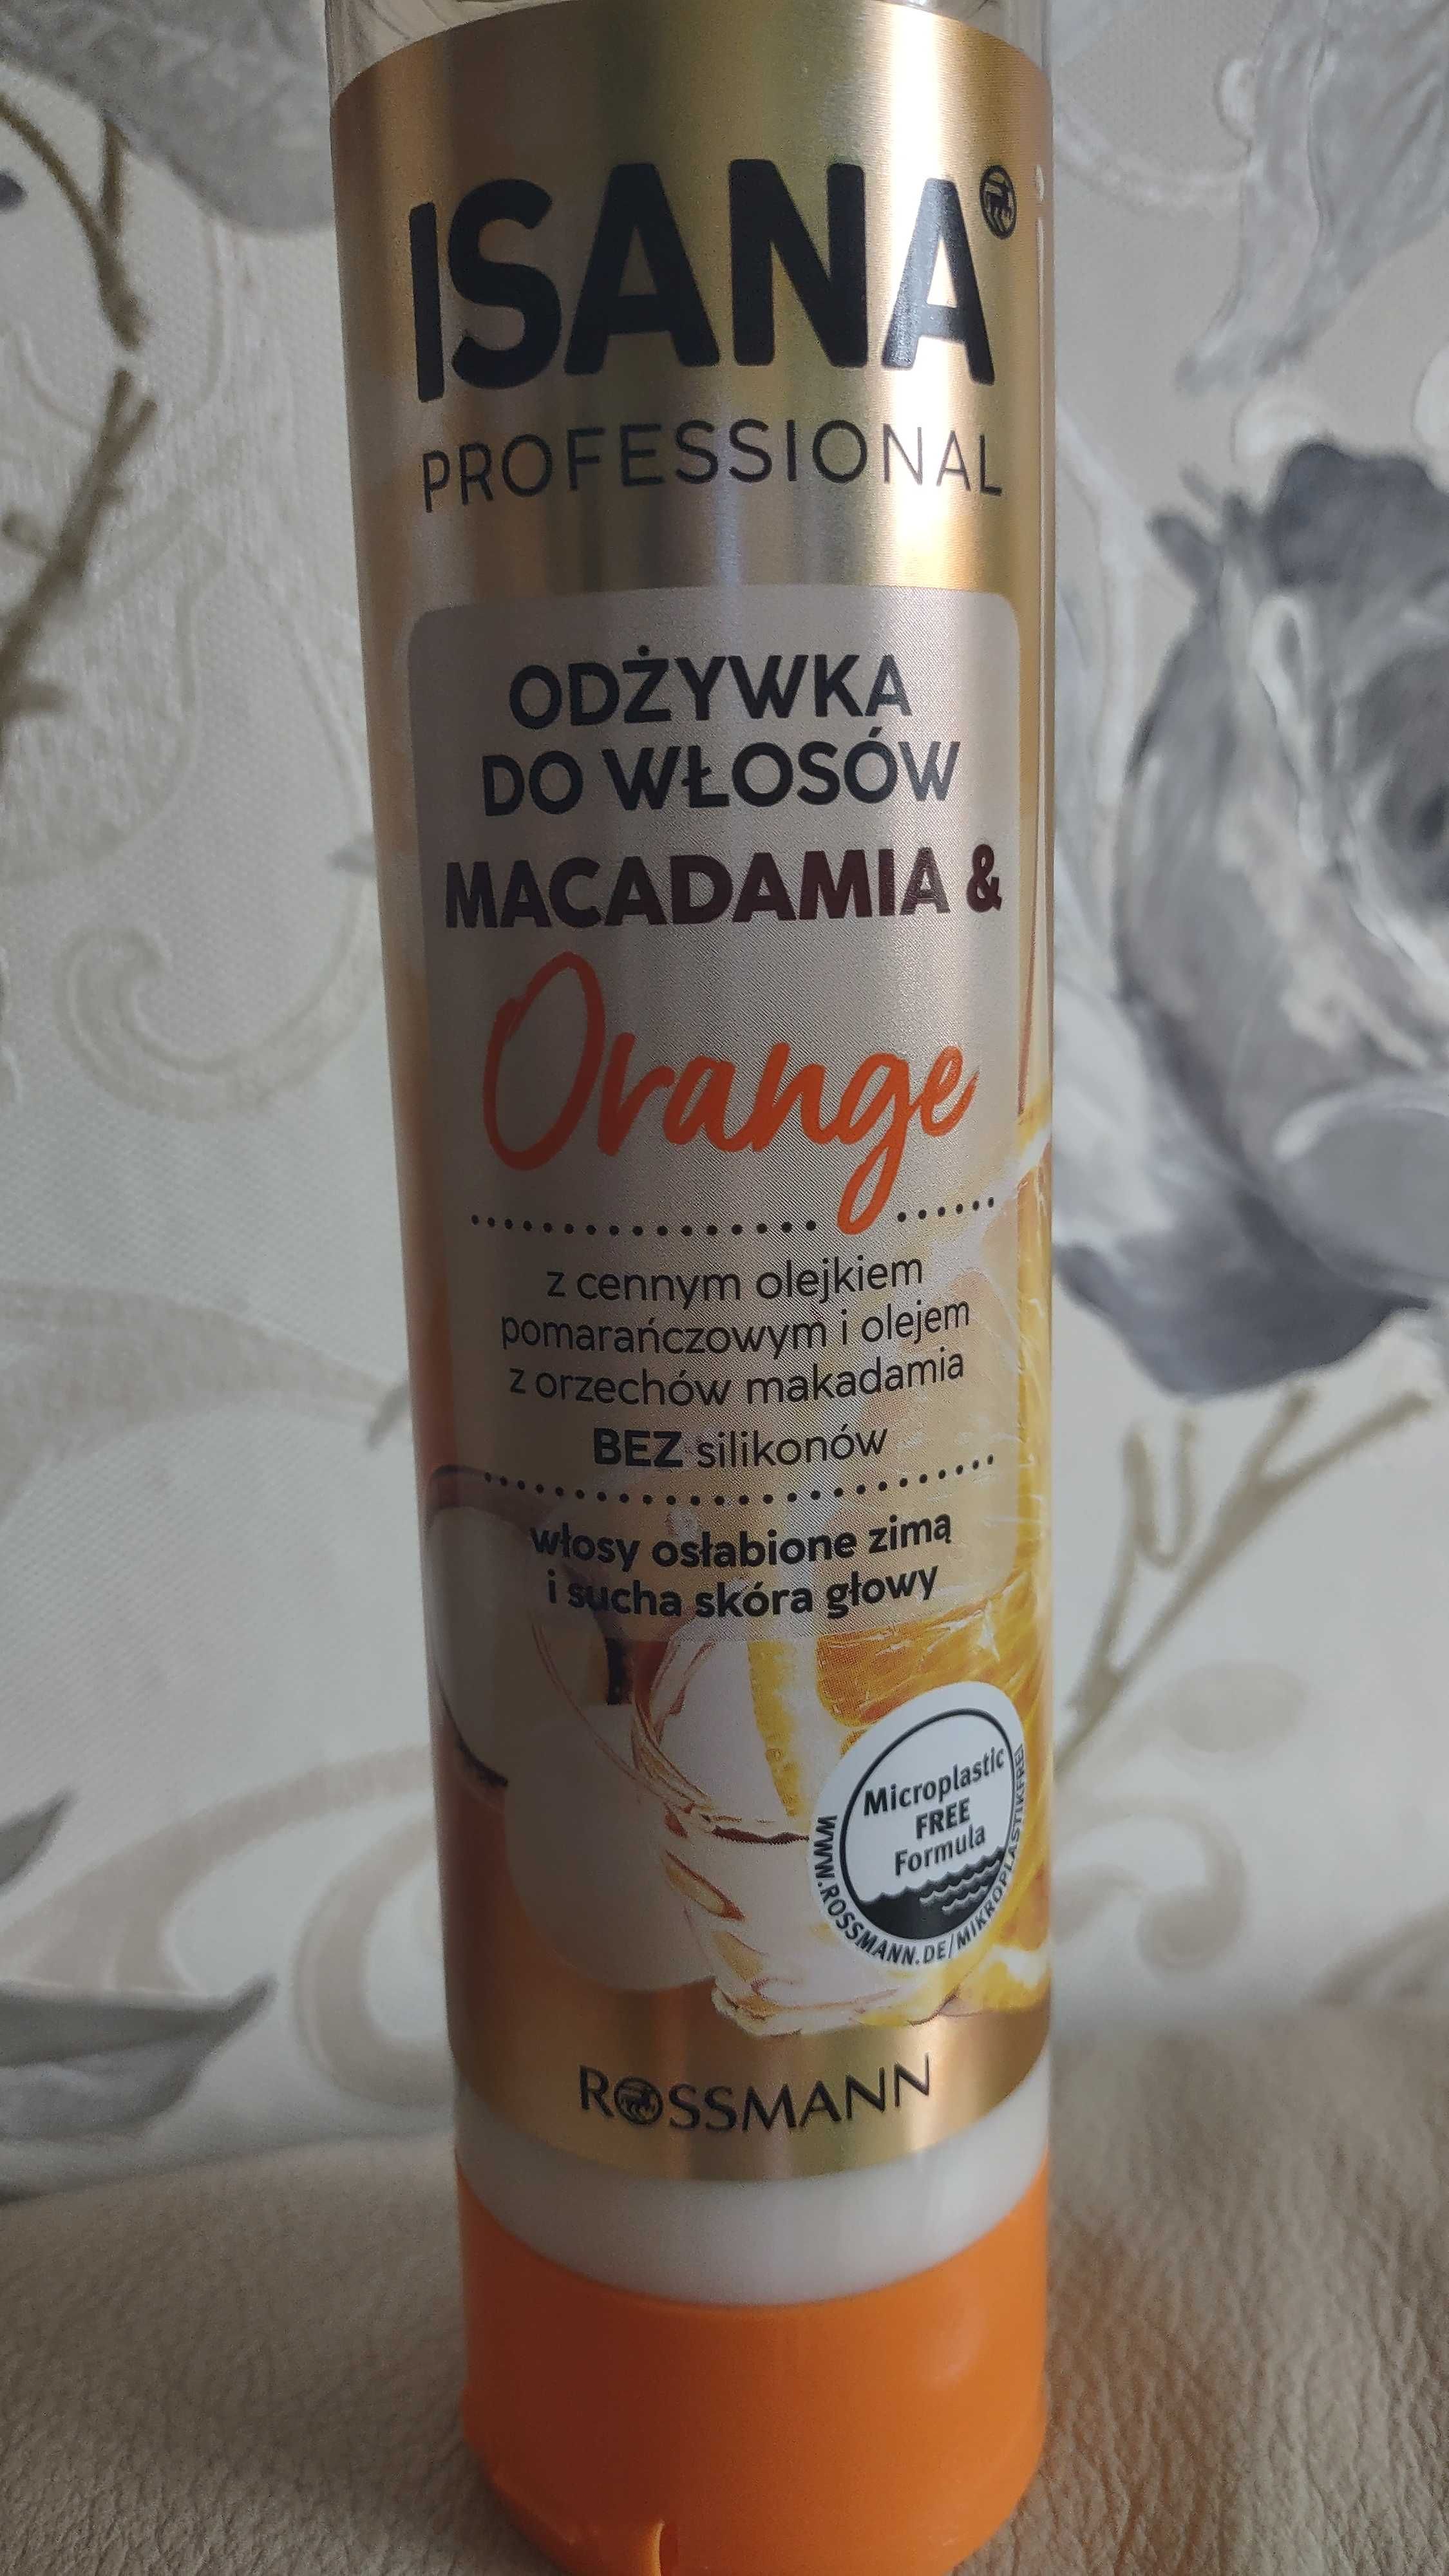 ISANA®
PROFESSIONAL
ODŻYWKA
DO WŁOSÓW
MACADAMIA &
Orange
z cennym olejkiem
pomarańczowym i olejem
z orzechów makadamia
BEZ silikonów
włosy osłabione zimą
i sucha skóra głowy
Microplastic
FREE
Formula
WWW.ROSSMANN.DE/MIKROPLASTIKFREI
ROSSMANN